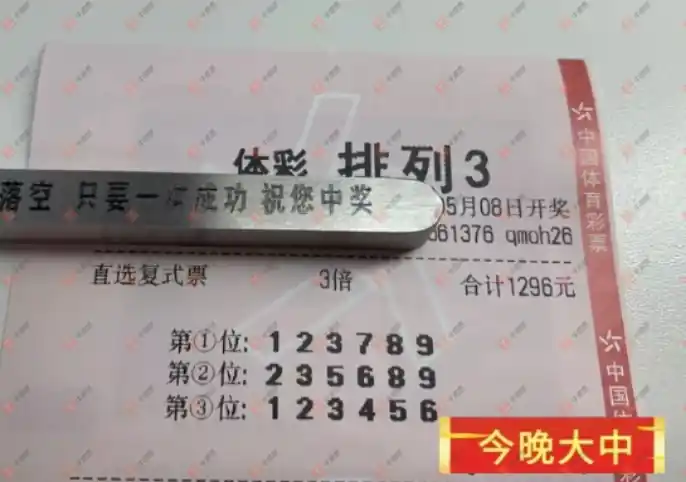 体彩 排列3
落空 只要一次成功 祝您中奖
5月08日开奖
61376 qmoh26
直选复式票 3倍 合计1296元
第①位: 1 2 3 7 8 9
第②位: 2 3 5 6 8 9
第③位: 1 2 3 4 5 6
中国体育彩票
中国体
今晚大中